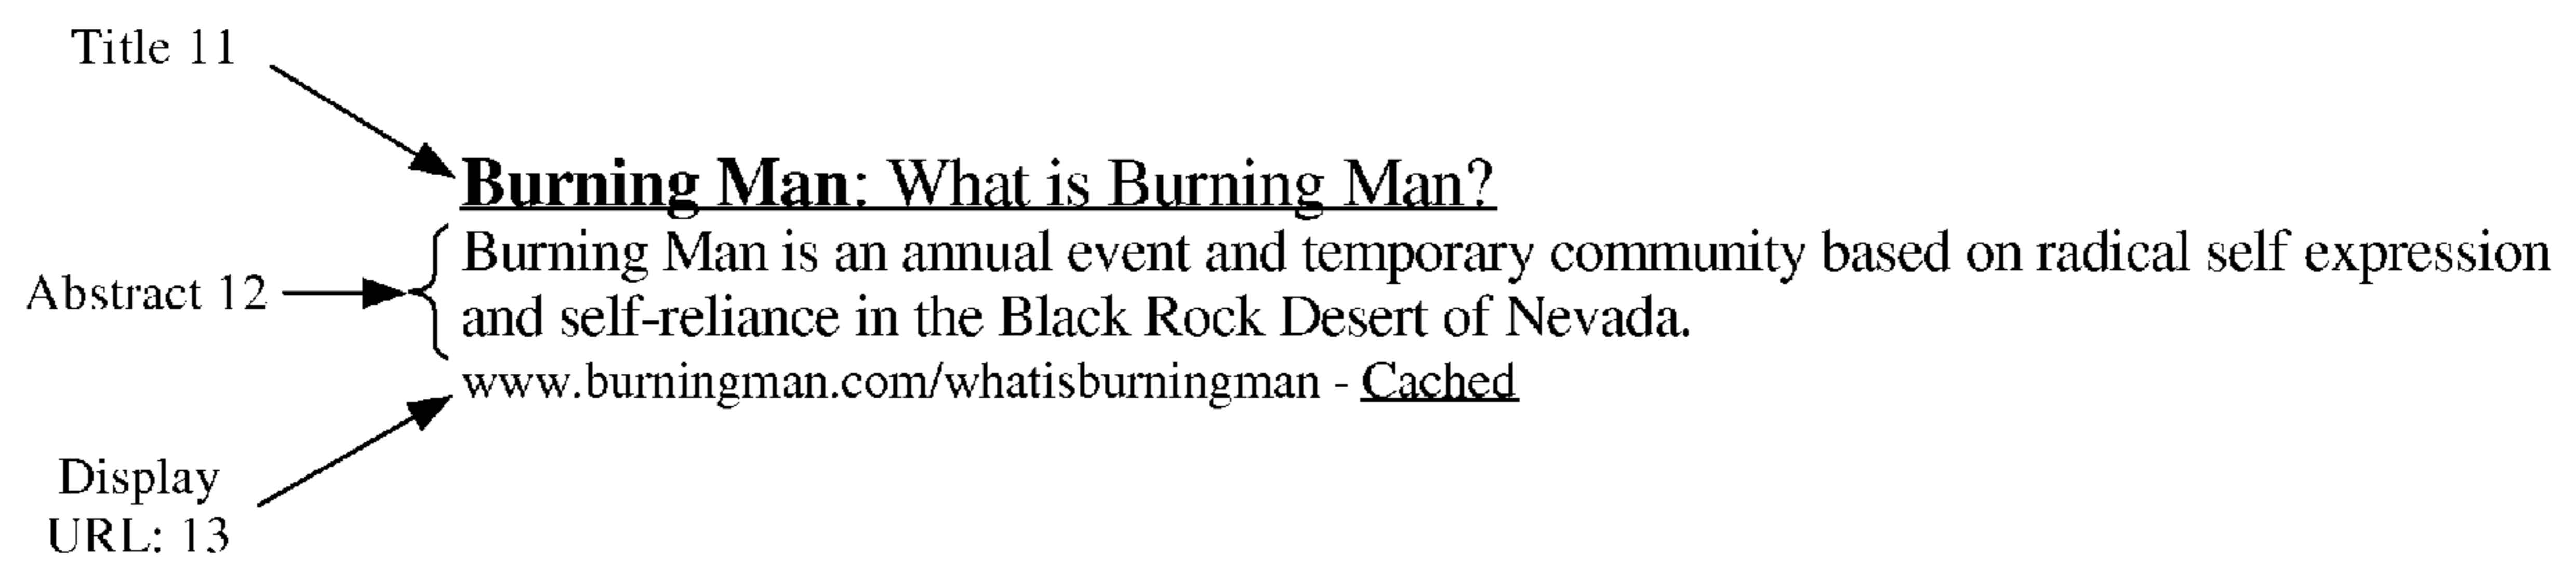 Title 11
Burning Man: What is Burning Man?
Burning Man is an annual event and temporary community based on radical self expression
Abstract 12
and self-reliance in the Black Rock Desert of Nevada.
www.burningman.com/whatisburningman - Cached
Display
URL: 13